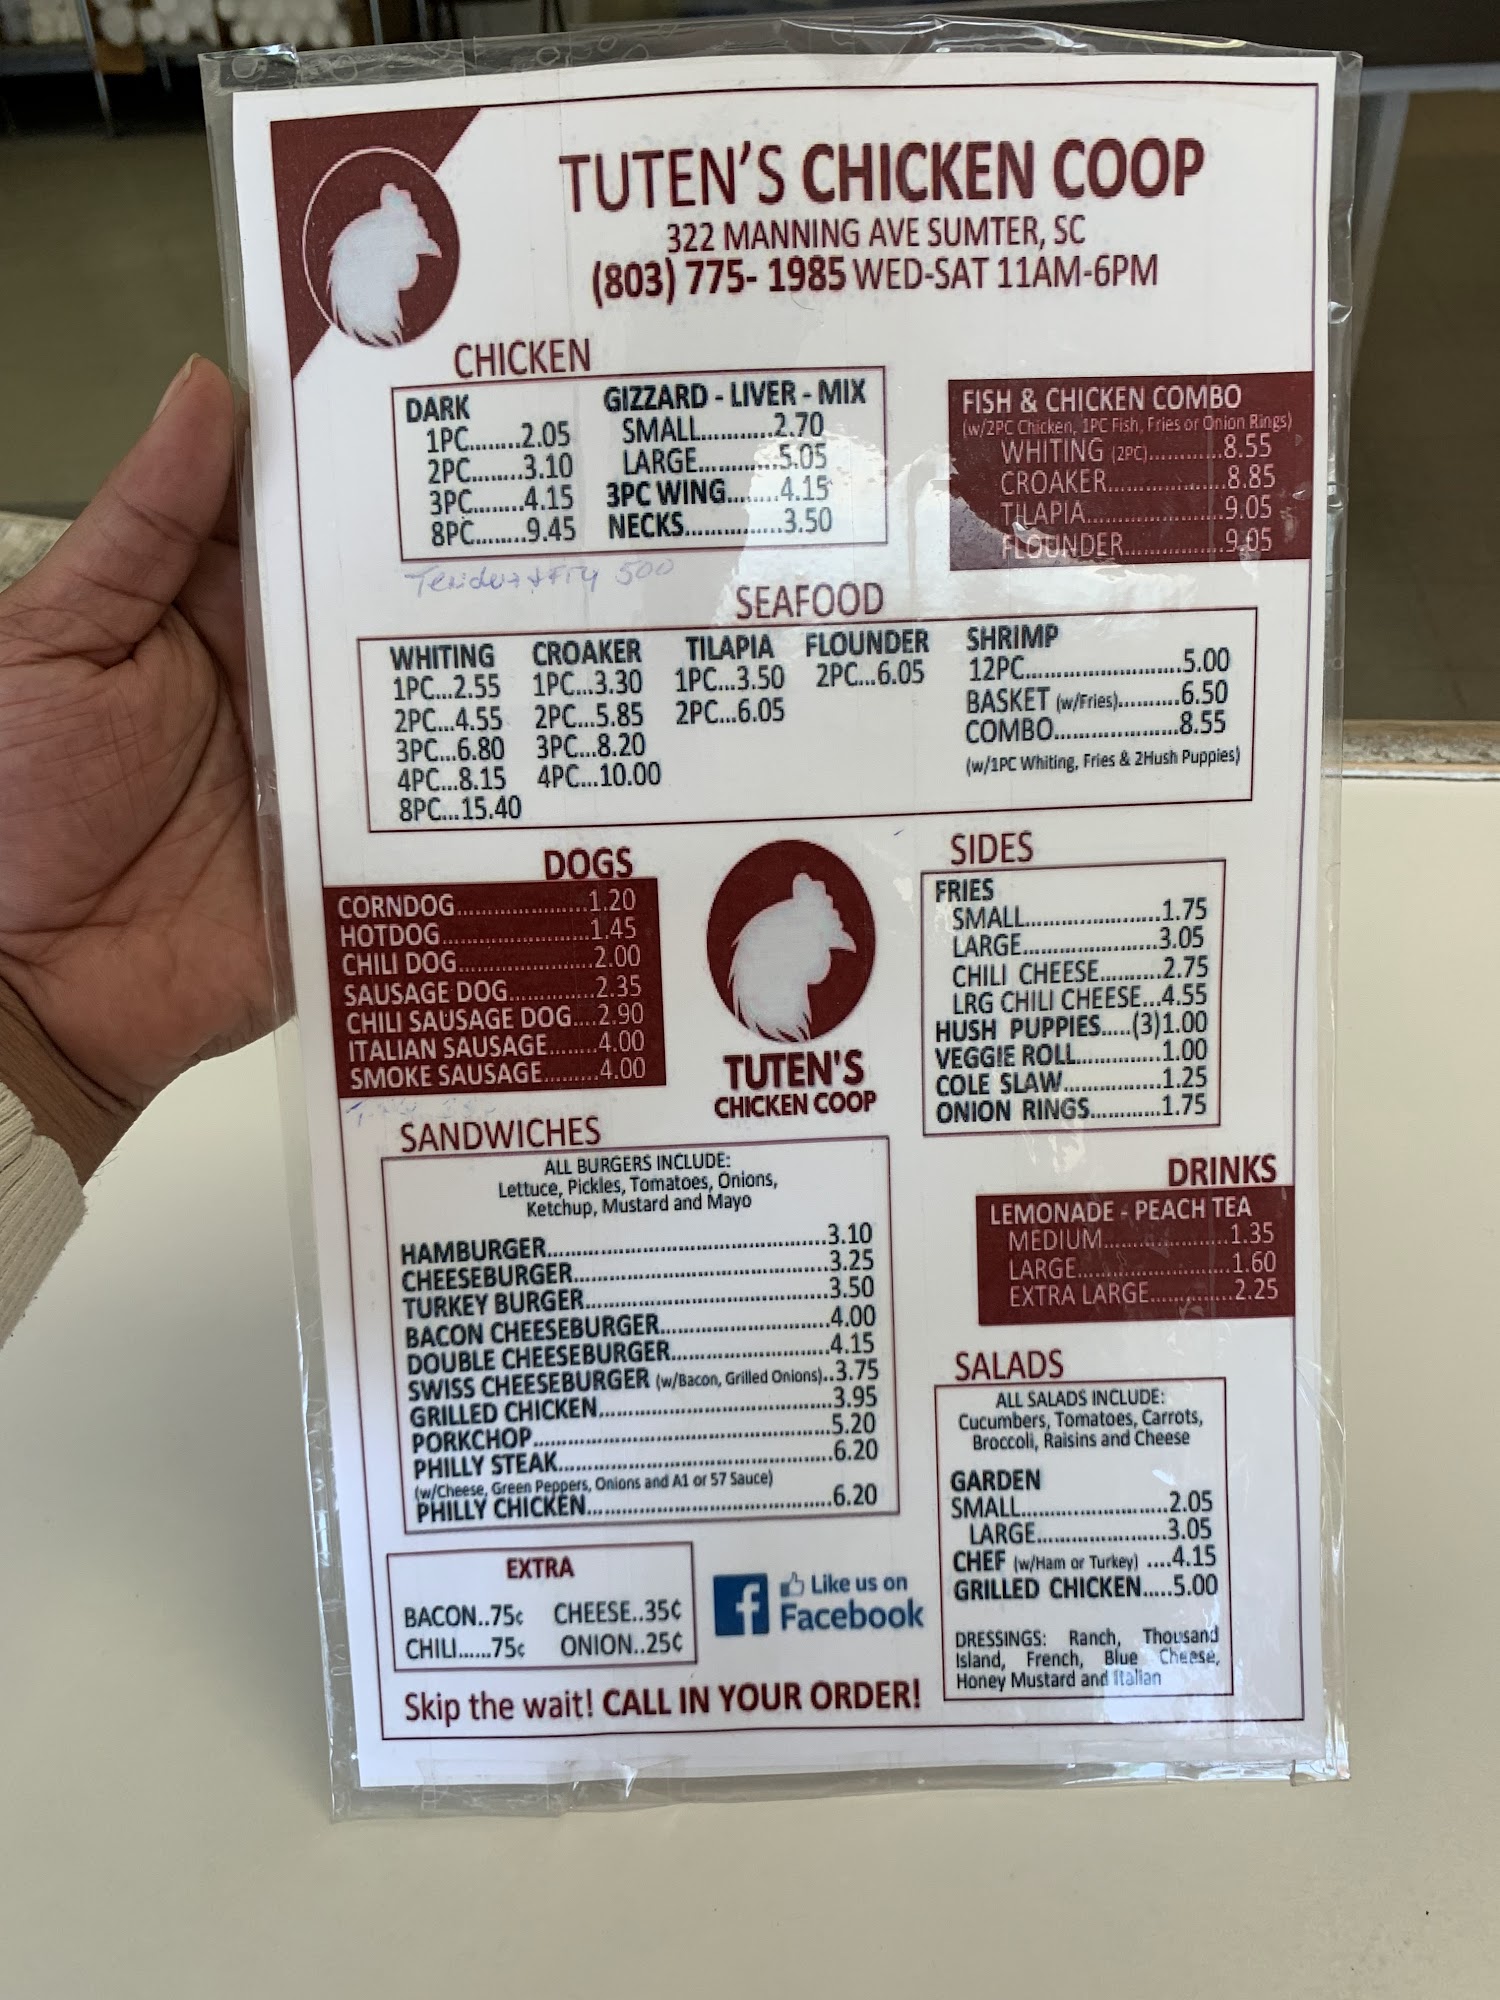 TUTEN'S CHICKEN COOP
322 MANNING AVE SUMTER, SC
(803) 775- 1985 WED-SAT 11AM-6PM
CHICKEN
DARK
1PC........2.05
2PC........3.10
3PC........4.15
8PC........9.45
GIZZARD - LIVER - MIX
SMALL...........2.70
LARGE............5.05
3PC WING........4.15
NECKS...............3.50
Tender + Fry 500
FISH & CHICKEN COMBO
(w/2PC Chicken, 1PC Fish, Fries or Onion Rings)
WHITING (2PC)............8.55
CROAKER...................8.85
TILAPIA......................9.05
FLOUNDER................9.05
SEAFOOD
WHITING
1PC...2.55
2PC...4.55
3PC...6.80
4PC...8.15
8PC...15.40
CROAKER
1PC...3.30
2PC...5.85
3PC...8.20
4PC...10.00
TILAPIA
1PC...3.50
2PC...6.05
FLOUNDER
2PC...6.05
SHRIMP
12PC.......................5.00
BASKET (w/Fries)..........6.50
COMBO...................8.55
(w/1PC Whiting, Fries & 2Hush Puppies)
DOGS
CORNDOG...................1.20
HOTDOG......................1.45
CHILI DOG....................2.00
SAUSAGE DOG.............2.35
CHILI SAUSAGE DOG....2.90
ITALIAN SAUSAGE........4.00
SMOKE SAUSAGE.........4.00
TUTEN'S
CHICKEN COOP
SIDES
FRIES
SMALL....................1.75
LARGE....................3.05
CHILI CHEESE..........2.75
LRG CHILI CHEESE...4.55
HUSH PUPPIES.....(3)1.00
VEGGIE ROLL.............1.00
COLE SLAW...............1.25
ONION RINGS............1.75
SANDWICHES
ALL BURGERS INCLUDE:
Lettuce, Pickles, Tomatoes, Onions,
Ketchup, Mustard and Mayo
HAMBURGER........................................3.10
CHEESEBURGER....................................3.25
TURKEY BURGER...................................3.50
BACON CHEESEBURGER........................4.00
DOUBLE CHEESEBURGER......................4.15
SWISS CHEESEBURGER (w/Bacon, Grilled Onions)..3.75
GRILLED CHICKEN.................................3.95
PORKCHOP..........................................5.20
PHILLY STEAK.......................................6.20
(w/Cheese, Green Peppers, Onions and A1 or 57 Sauce)
PHILLY CHICKEN...................................6.20
DRINKS
LEMONADE - PEACH TEA
MEDIUM....................1.35
LARGE.........................1.60
EXTRA LARGE..............2.25
SALADS
ALL SALADS INCLUDE:
Cucumbers, Tomatoes, Carrots,
Broccoli, Raisins and Cheese
GARDEN
SMALL.......................2.05
LARGE....................3.05
CHEF (w/Ham or Turkey) ....4.15
GRILLED CHICKEN.....5.00
DRESSINGS: Ranch, Thousand
Island, French, Blue Cheese,
Honey Mustard and Italian
EXTRA
BACON..75¢ CHEESE..35¢
CHILI......75¢ ONION..25¢
f Like us on
Facebook
Skip the wait! CALL IN YOUR ORDER!